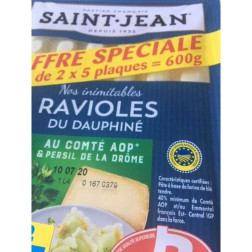 PASTIER FRANÇAIS
SAINT-JEAN
DEPUIS 1935
FFRE SPECIALE
de 2 x 5 plaques = 600g
Nos inimitables
RAVIOLES
DU DAUPHINÉ
AU COMTÉ AOP*
& PERSIL DE LA DRÔME
10/07/20
0 167 0379
Caractéristiques certifiées :
Pâte à base de farine de blé
tendre.
40% minimum de Comté
AOP et/ou Emmental
français Est- Central IGP
dans la farce.